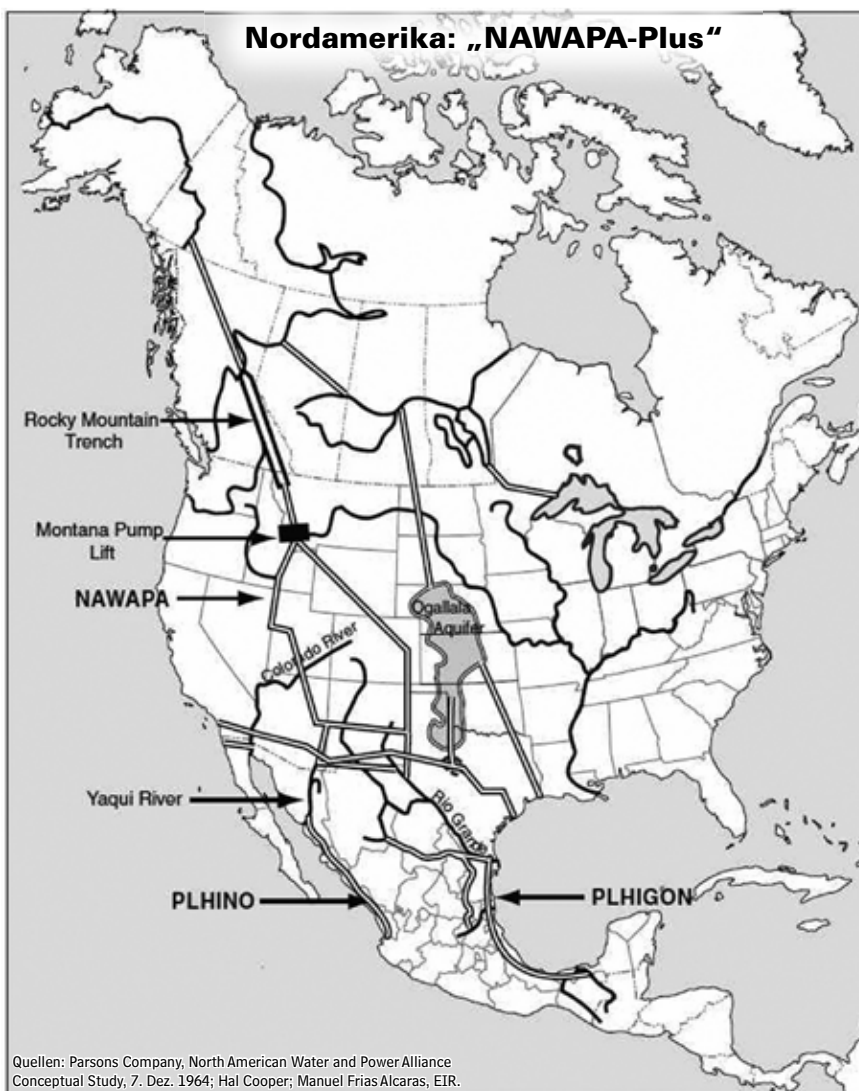 Nordamerika: „NAWAPA-Plus“
Rocky Mountain
Trench
Montana Pump
Lift
NAWAPA
Ogallala
Aquifer
Colorado River
Yaqui River
Rio Grande
PLHINO
PLHIGON
Quellen: Parsons Company, North American Water and Power Alliance
Conceptual Study, 7. Dez. 1964; Hal Cooper; Manuel Frias Alcaras, EIR.